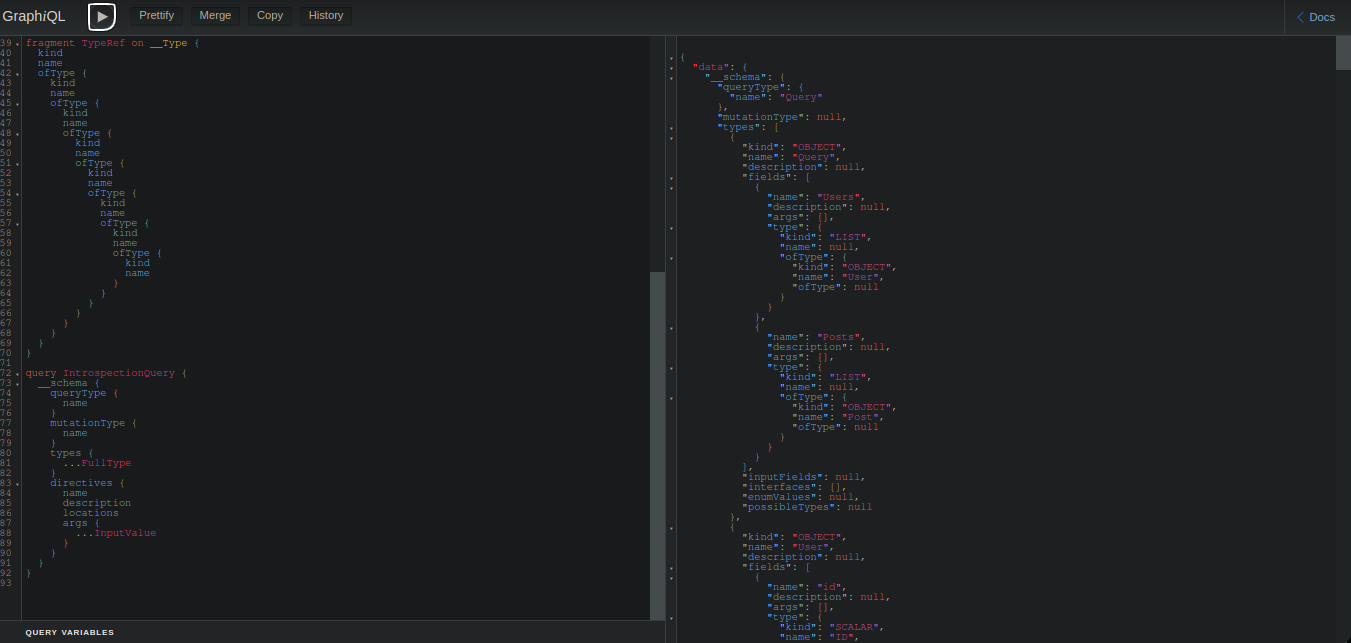 GraphiQL
Prettify
Merge
Copy
History
Docs
39 fragment TypeRef on __Type {
40 kind
41 name
42 ofType {
43 kind
44 name
45 ofType {
46 kind
47 name
48 ofType {
49 kind
50 name
51 ofType {
52 kind
53 name
54 ofType {
55 kind
56 name
57 ofType {
58 kind
59 name
60 ofType {
61 kind
62 name
63 }
64 }
65 }
66 }
67 }
68 }
69 }
70 }
71
72 query IntrospectionQuery {
73 __schema {
74 queryType {
75 name
76 }
77 mutationType {
78 name
79 }
80 types {
81 ...FullType
82 }
83 directives {
84 name
85 description
86 locations
87 args {
88 ...InputValue
89 }
90 }
91 }
92 }
93
QUERY VARIABLES
{
"data": {
"__schema": {
"queryType": {
"name": "Query"
},
"mutationType": null,
"types": [
{
"kind": "OBJECT",
"name": "Query",
"description": null,
"fields": [
{
"name": "Users",
"description": null,
"args": [],
"type": {
"kind": "LIST",
"name": null,
"ofType": {
"kind": "OBJECT",
"name": "User",
"ofType": null
}
}
},
{
"name": "Posts",
"description": null,
"args": [],
"type": {
"kind": "LIST",
"name": null,
"ofType": {
"kind": "OBJECT",
"name": "Post",
"ofType": null
}
}
}
],
"inputFields": null,
"interfaces": [],
"enumValues": null,
"possibleTypes": null
},
{
"kind": "OBJECT",
"name": "User",
"description": null,
"fields": [
{
"name": "id",
"description": null,
"args": [],
"type": {
"kind": "SCALAR",
"name": "ID",